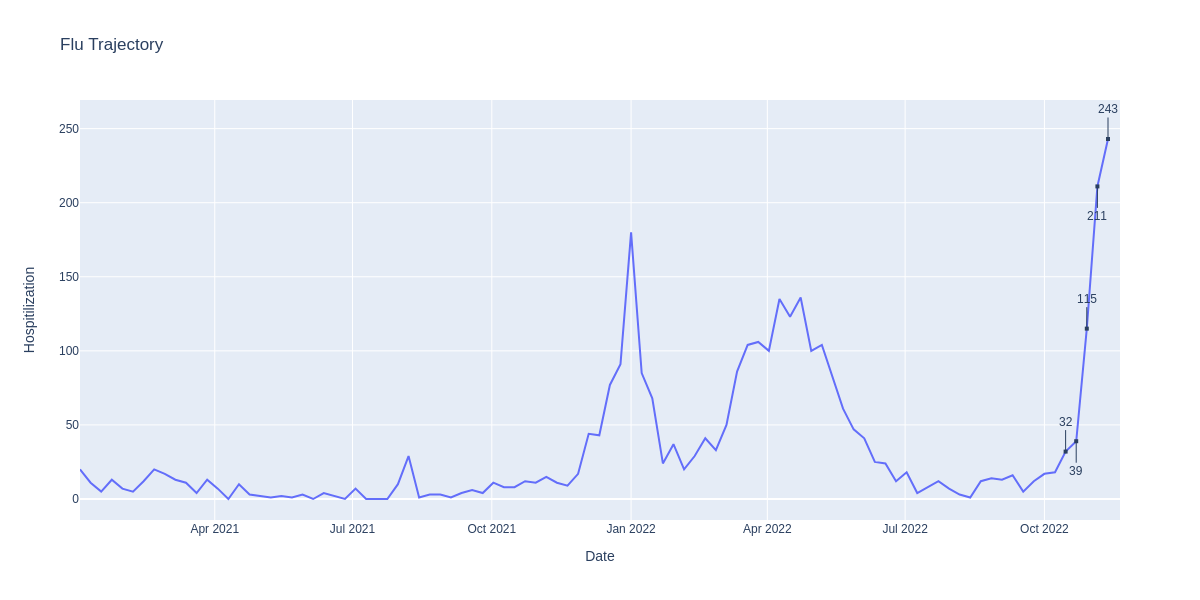 Flu Trajectory
Hospitilization
250
200
150
100
50
0
243
211
115
32
39
Apr 2021
Jul 2021
Oct 2021
Jan 2022
Apr 2022
Jul 2022
Oct 2022
Date